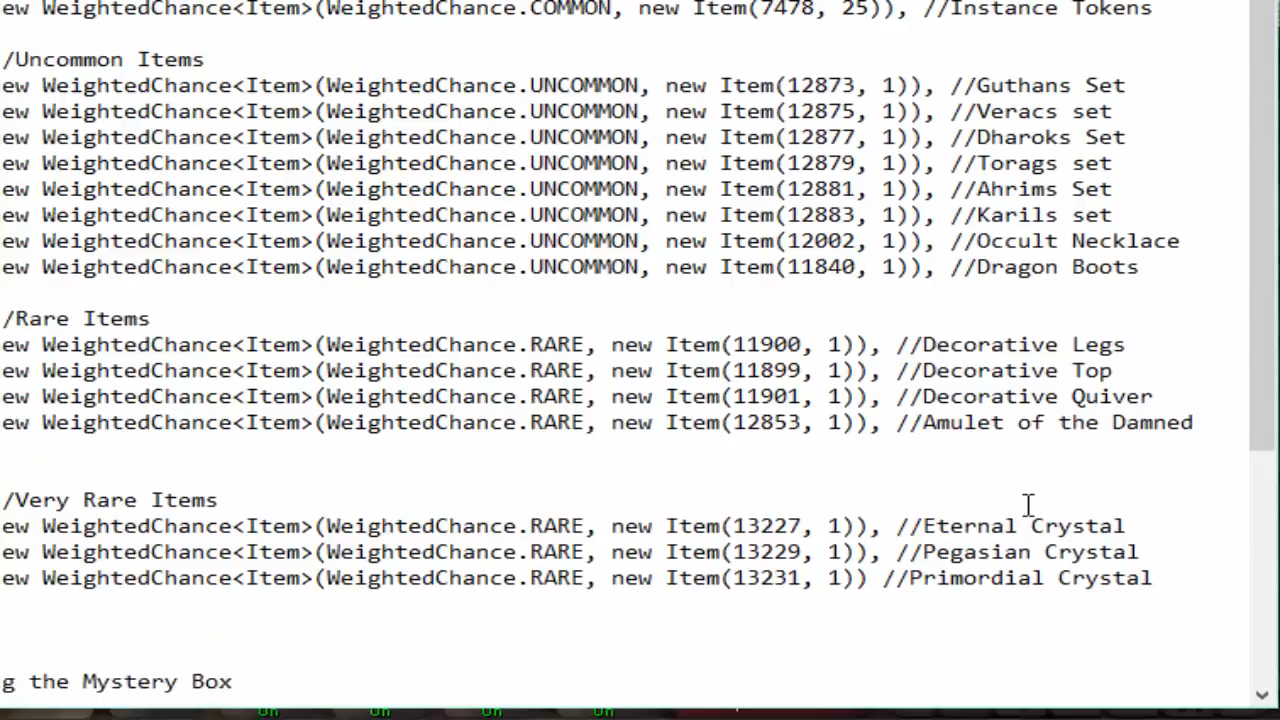 ew WeightedChance<Item>(WeightedChance.COMMON, new Item(7478, 25)), //Instance Tokens
/Uncommon Items
ew WeightedChance<Item>(WeightedChance.UNCOMMON, new Item(12873, 1)), //Guthans Set
ew WeightedChance<Item>(WeightedChance.UNCOMMON, new Item(12875, 1)), //Veracs set
ew WeightedChance<Item>(WeightedChance.UNCOMMON, new Item(12877, 1)), //Dharoks Set
ew WeightedChance<Item>(WeightedChance.UNCOMMON, new Item(12879, 1)), //Torags set
ew WeightedChance<Item>(WeightedChance.UNCOMMON, new Item(12881, 1)), //Ahrims Set
ew WeightedChance<Item>(WeightedChance.UNCOMMON, new Item(12883, 1)), //Karils set
ew WeightedChance<Item>(WeightedChance.UNCOMMON, new Item(12002, 1)), //Occult Necklace
ew WeightedChance<Item>(WeightedChance.UNCOMMON, new Item(11840, 1)), //Dragon Boots
/Rare Items
ew WeightedChance<Item>(WeightedChance.RARE, new Item(11900, 1)), //Decorative Legs
ew WeightedChance<Item>(WeightedChance.RARE, new Item(11899, 1)), //Decorative Top
ew WeightedChance<Item>(WeightedChance.RARE, new Item(11901, 1)), //Decorative Quiver
ew WeightedChance<Item>(WeightedChance.RARE, new Item(12853, 1)), //Amulet of the Damned
/Very Rare Items
ew WeightedChance<Item>(WeightedChance.RARE, new Item(13227, 1)), //Eternal Crystal
ew WeightedChance<Item>(WeightedChance.RARE, new Item(13229, 1)), //Pegasian Crystal
ew WeightedChance<Item>(WeightedChance.RARE, new Item(13231, 1)) //Primordial Crystal
g the Mystery Box
On On On On